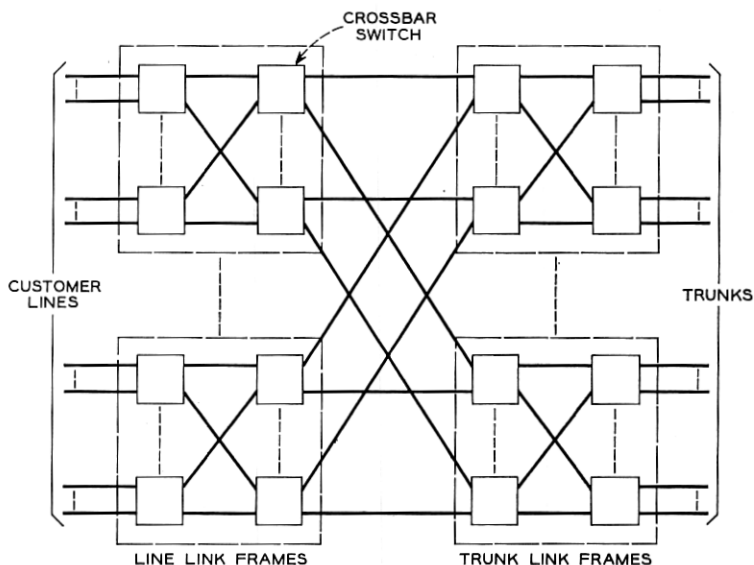 CROSSBAR
SWITCH
CUSTOMER
LINES
TRUNKS
LINE LINK FRAMES
TRUNK LINK FRAMES